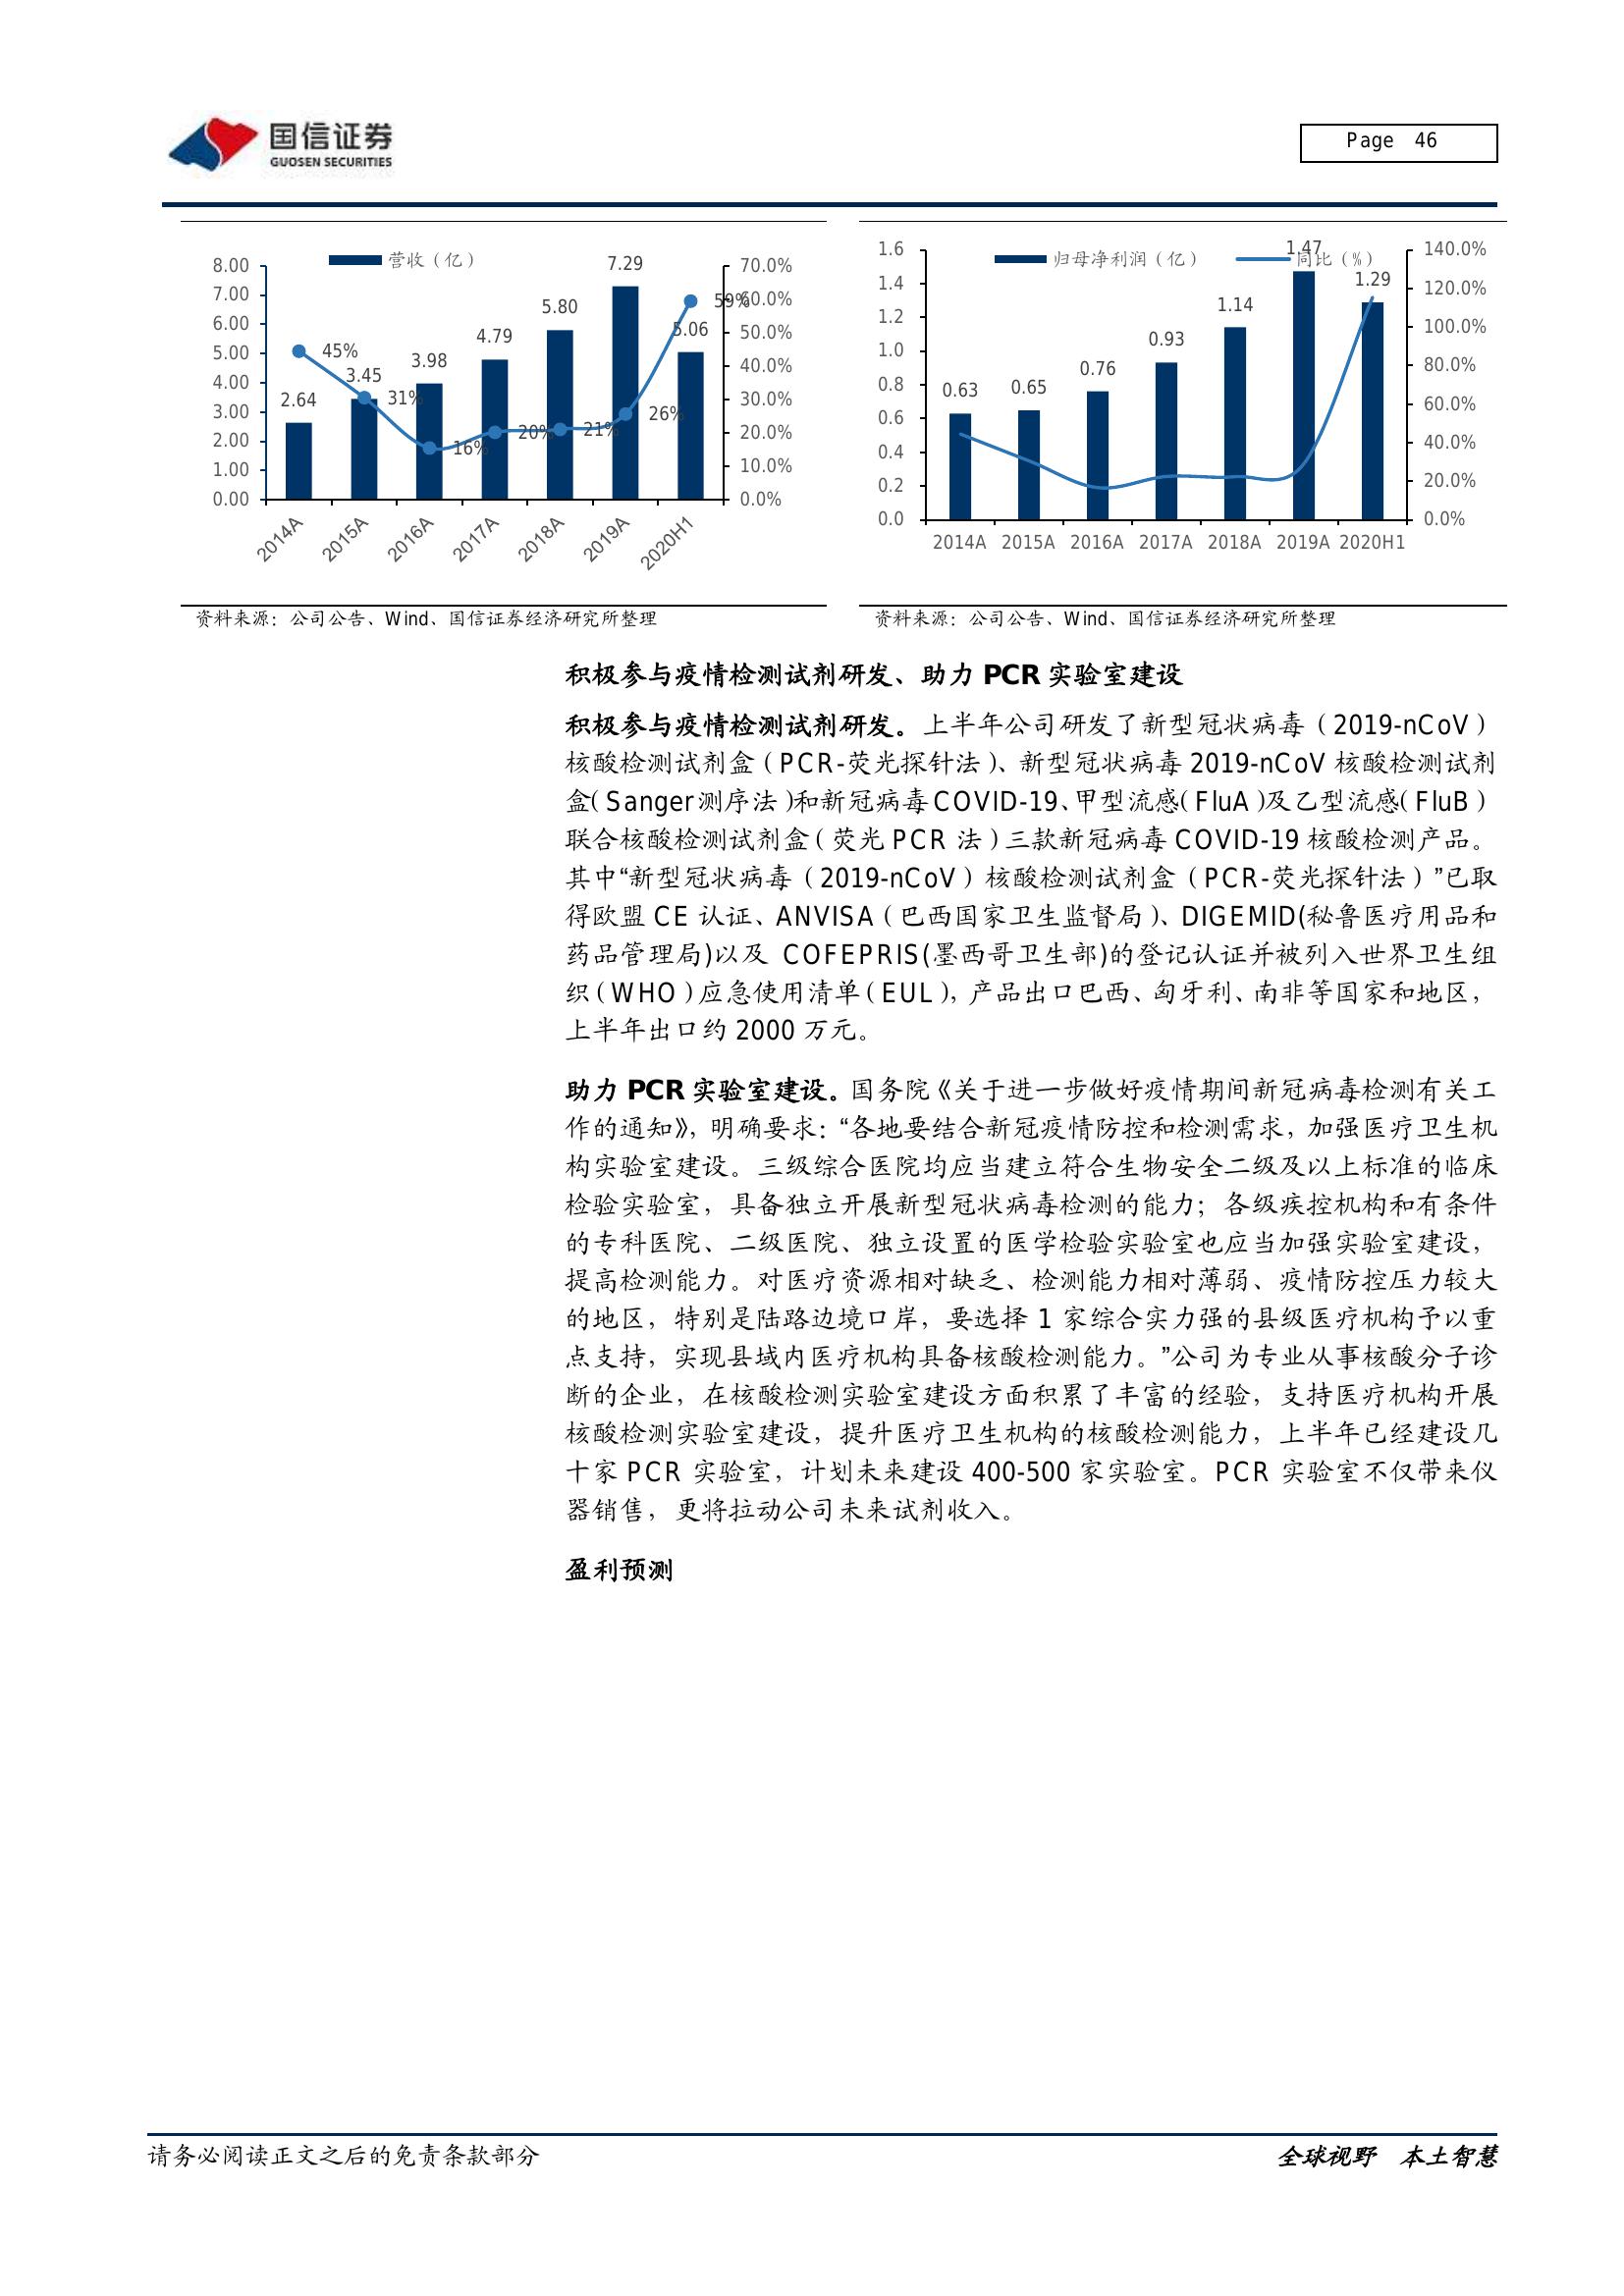 国信证券
GUOSEN SECURITIES
Page 46
营收（亿）
8.00
7.00
6.00
5.00
4.00
3.00
2.00
1.00
0.00
70.0%
60.0%
50.0%
40.0%
30.0%
20.0%
10.0%
0.0%
2.64
3.45
3.98
4.79
5.80
7.29
5.06
45%
31%
16%
20%
21%
26%
59%
2014A
2015A
2016A
2017A
2018A
2019A
2020H1
资料来源：公司公告、Wind、国信证券经济研究所整理
归母净利润（亿）
同比（%）
1.6
1.4
1.2
1.0
0.8
0.6
0.4
0.2
0.0
140.0%
120.0%
100.0%
80.0%
60.0%
40.0%
20.0%
0.0%
0.63
0.65
0.76
0.93
1.14
1.47
1.29
2014A 2015A 2016A 2017A 2018A 2019A 2020H1
资料来源：公司公告、Wind、国信证券经济研究所整理
积极参与疫情检测试剂研发、助力 PCR 实验室建设
积极参与疫情检测试剂研发。上半年公司研发了新型冠状病毒（2019-nCoV）
核酸检测试剂盒（PCR-荧光探针法）、新型冠状病毒 2019-nCoV 核酸检测试剂
盒（Sanger测序法）和新冠病毒COVID-19、甲型流感（FluA）及乙型流感（FluB）
联合核酸检测试剂盒（荧光 PCR 法）三款新冠病毒 COVID-19 核酸检测产品。
其中“新型冠状病毒（2019-nCoV）核酸检测试剂盒（PCR-荧光探针法）”已取
得欧盟 CE 认证、ANVISA（巴西国家卫生监督局）、DIGEMID(秘鲁医疗用品和
药品管理局)以及 COFEPRIS(墨西哥卫生部)的登记认证并被列入世界卫生组
织（WHO）应急使用清单（EUL），产品出口巴西、匈牙利、南非等国家和地区，
上半年出口约 2000 万元。
助力 PCR 实验室建设。国务院《关于进一步做好疫情期间新冠病毒检测有关工
作的通知》，明确要求：“各地要结合新冠疫情防控和检测需求，加强医疗卫生机
构实验室建设。三级综合医院均应当建立符合生物安全二级及以上标准的临床
检验实验室，具备独立开展新型冠状病毒检测的能力；各级疾控机构和有条件
的专科医院、二级医院、独立设置的医学检验实验室也应当加强实验室建设，
提高检测能力。对医疗资源相对缺乏、检测能力相对薄弱、疫情防控压力较大
的地区，特别是陆路边境口岸，要选择 1 家综合实力强的县级医疗机构予以重
点支持，实现县域内医疗机构具备核酸检测能力。”公司为专业从事核酸分子诊
断的企业，在核酸检测实验室建设方面积累了丰富的经验，支持医疗机构开展
核酸检测实验室建设，提升医疗卫生机构的核酸检测能力，上半年已经建设几
十家 PCR 实验室，计划未来建设 400-500 家实验室。PCR 实验室不仅带来仪
器销售，更将拉动公司未来试剂收入。
盈利预测
请务必阅读正文之后的免责条款部分
全球视野 本土智慧